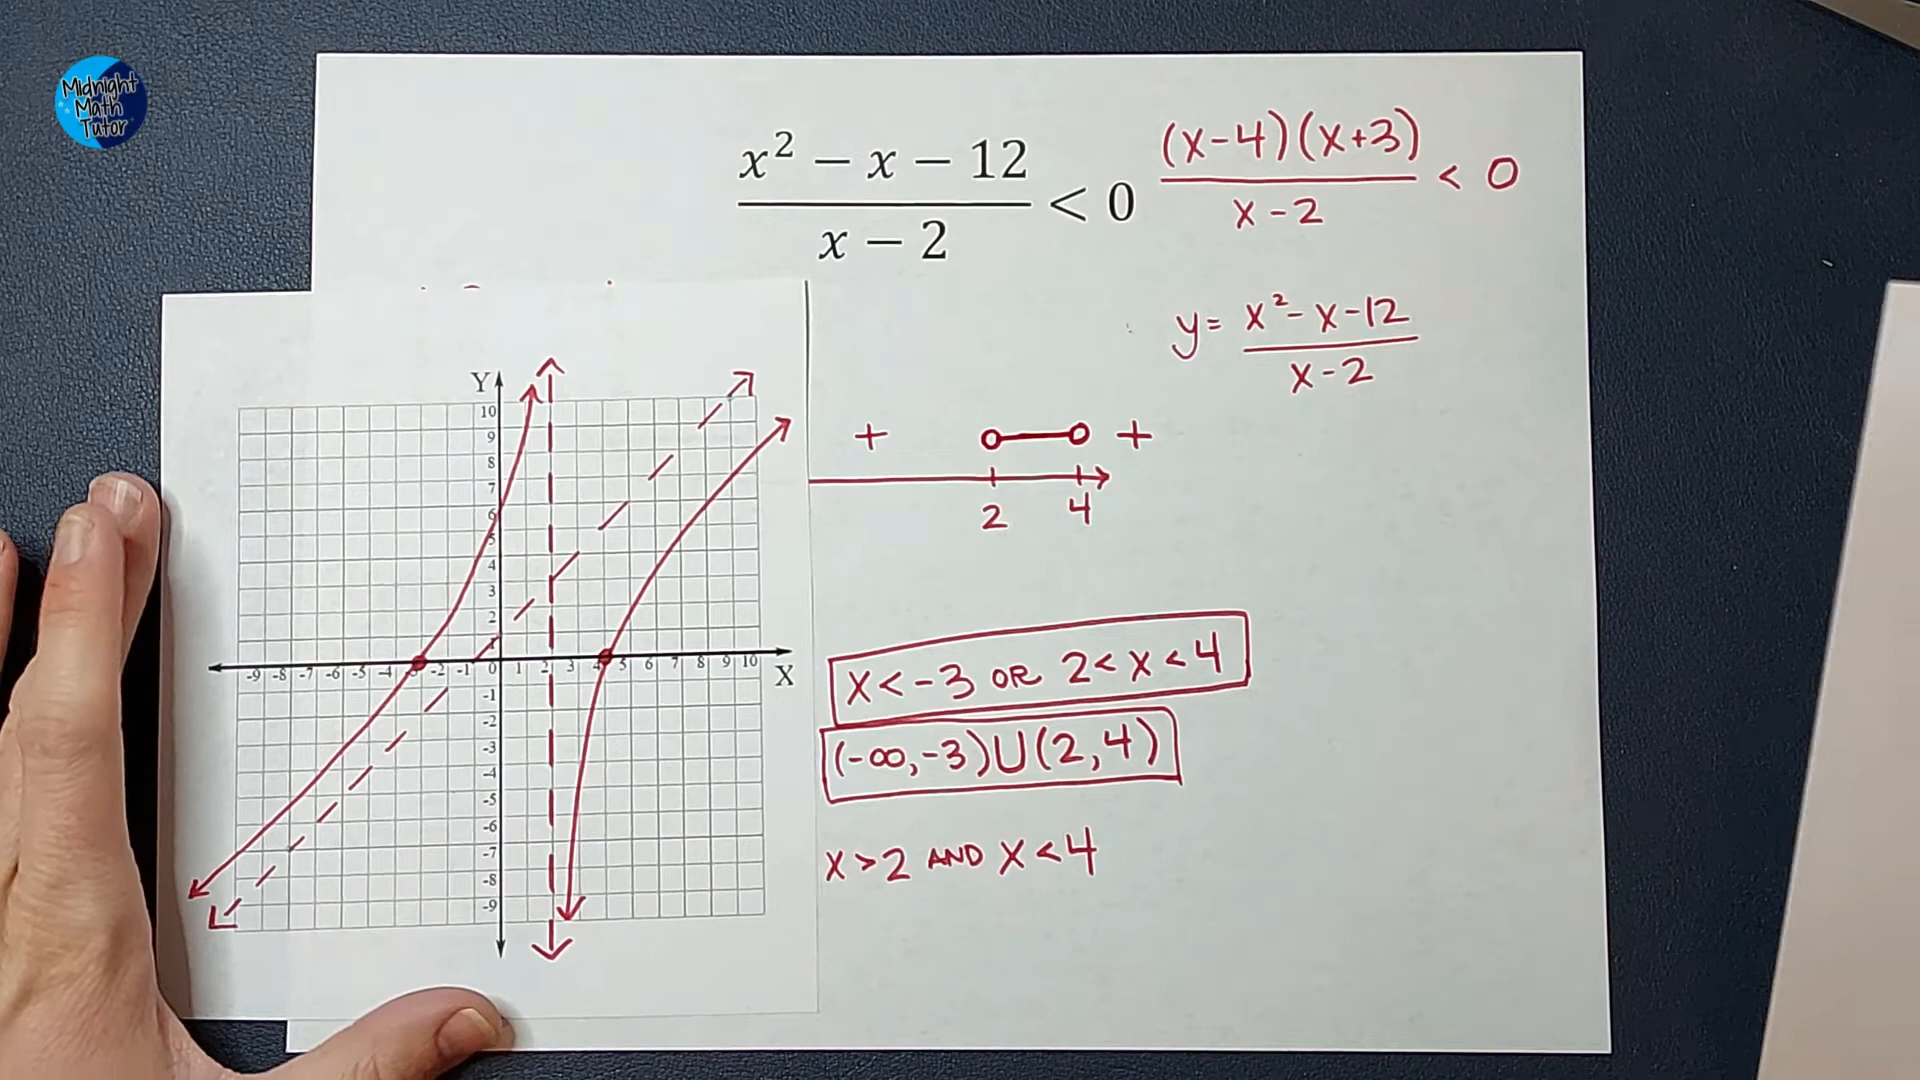 Midnight
Math
Tutor
x² − x − 12
x − 2
< 0
(x-4)(x+3)
x-2
< 0
y= x²-x-12
x-2
Y
10
9
8
7
6
5
4
3
2
1
-9 -8 -7 -6 -5 -4 -3 -2 -1 0 1 2 3 4 5 6 7 8 9 10
X
-1
-2
-3
-4
-5
-6
-7
-8
-9
+ +
2 4
x<-3 OR 2<x<4
(-∞,-3)∪(2,4)
x>2 AND x<4